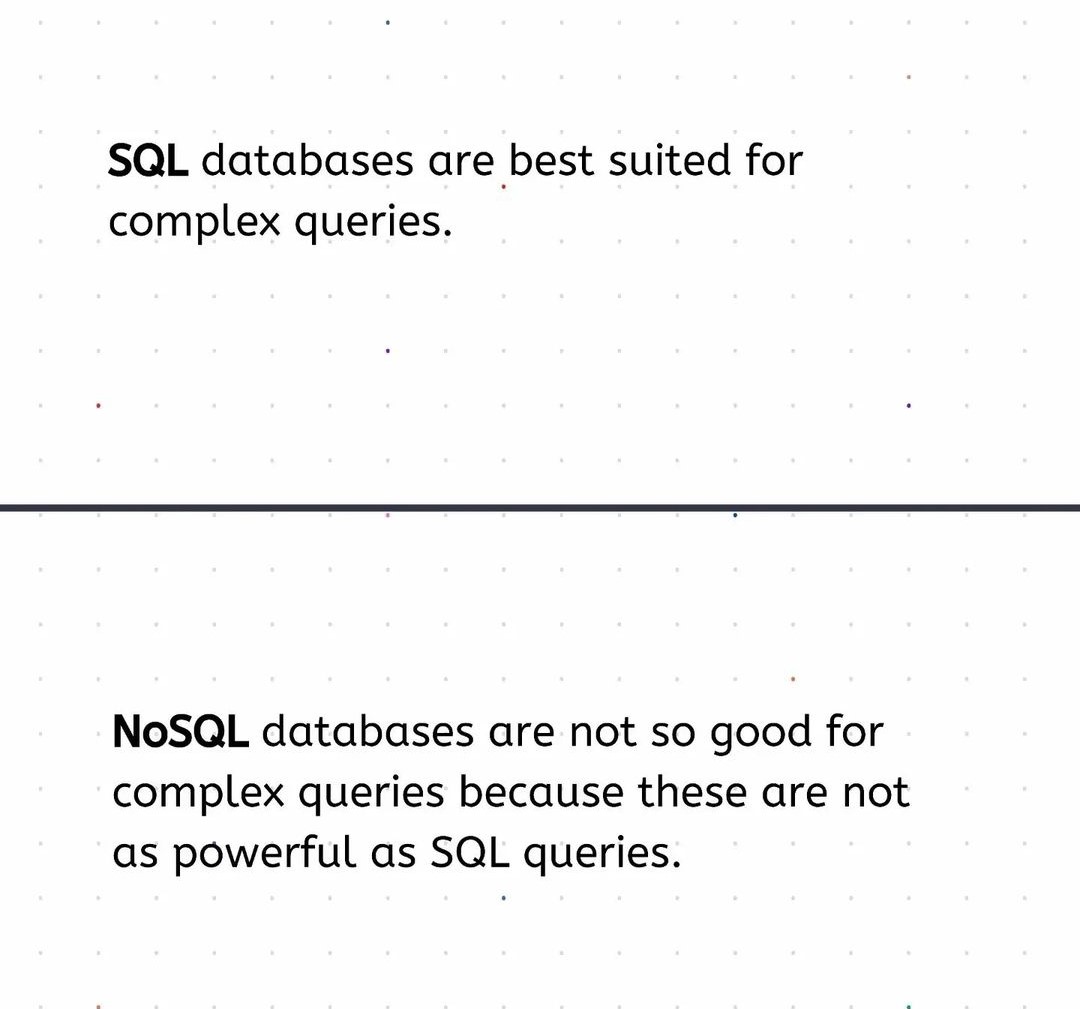 SQL databases are best suited for
complex queries.
NoSQL databases are not so good for
complex queries because these are not
as powerful as SQL queries.